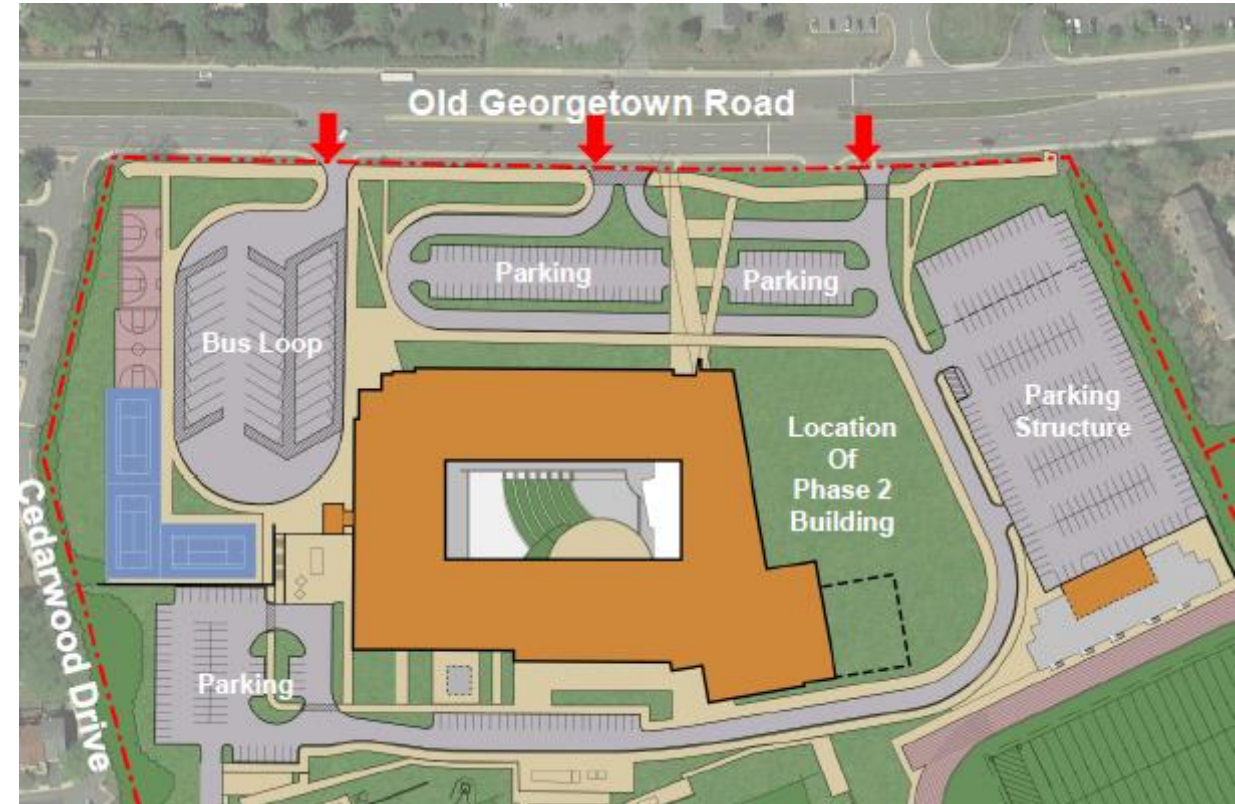 Old Georgetown Road
Parking
Parking
Bus Loop
Parking
Structure
Location
Of
Phase 2
Building
Cedarwood Drive
Parking